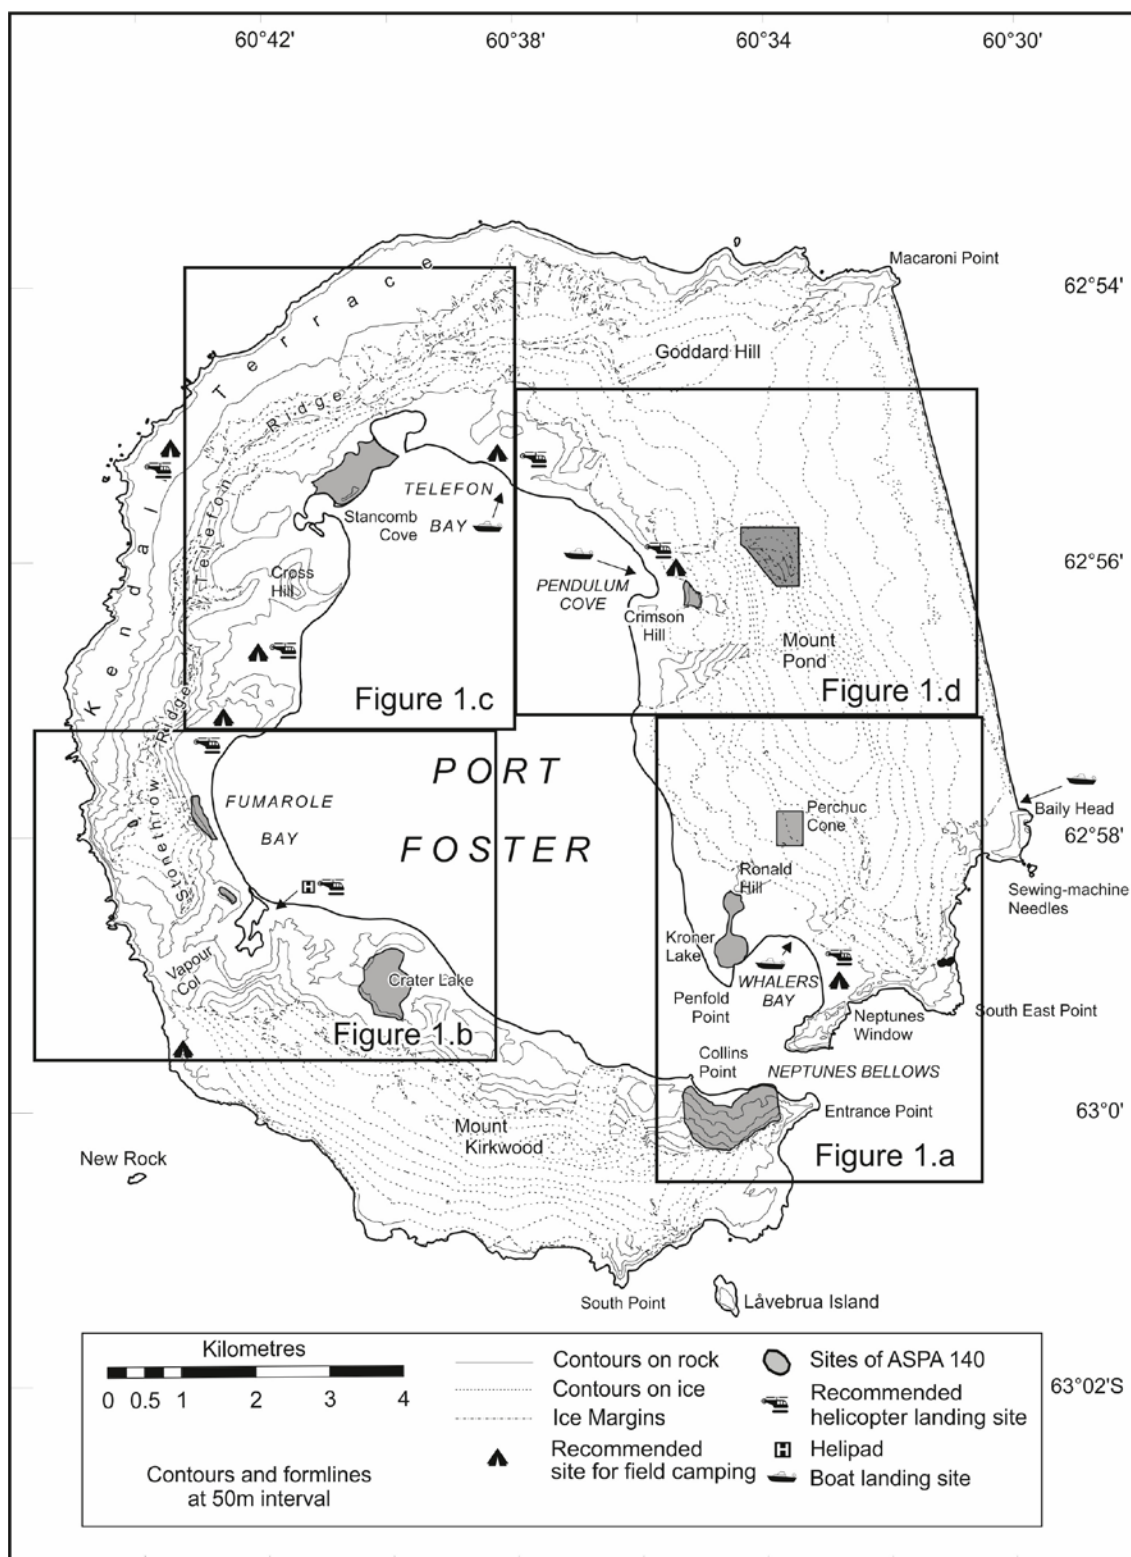 60°42' 60°38' 60°34' 60°30'
Macaroni Point
62°54'
Goddard Hill
Kendall Terrace
Telefon Ridge
TELEFON
BAY
Stancomb
Cove
62°56'
Cross
Hill
PENDULUM
COVE
Crimson
Hill
Mount
Pond
Figure 1.c
Figure 1.d
Stonethrow Ridge
PORT
FOSTER
FUMAROLE
BAY
Perchuc
Cone
Baily Head
62°58'
Ronald
Hill
Sewing-machine
Needles
H
Kroner
Lake
Vapour
Col
Crater Lake
WHALERS
BAY
Penfold
Point
Neptunes
Window
South East Point
Figure 1.b
Collins
Point
NEPTUNES BELLOWS
Entrance Point
63°0'
Mount
Kirkwood
Figure 1.a
New Rock
South Point
Låvebrua Island
Kilometres
0 0.5 1 2 3 4
Contours and formlines
at 50m interval
Contours on rock
Contours on ice
Ice Margins
Recommended
site for field camping
Sites of ASPA 140
Recommended
helicopter landing site
H Helipad
Boat landing site
63°02'S